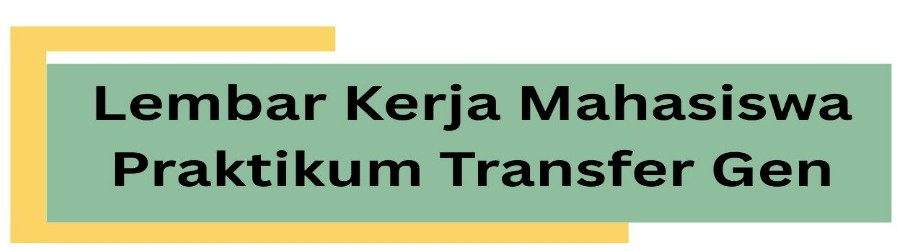 Lembar Kerja Mahasiswa
Praktikum Transfer Gen